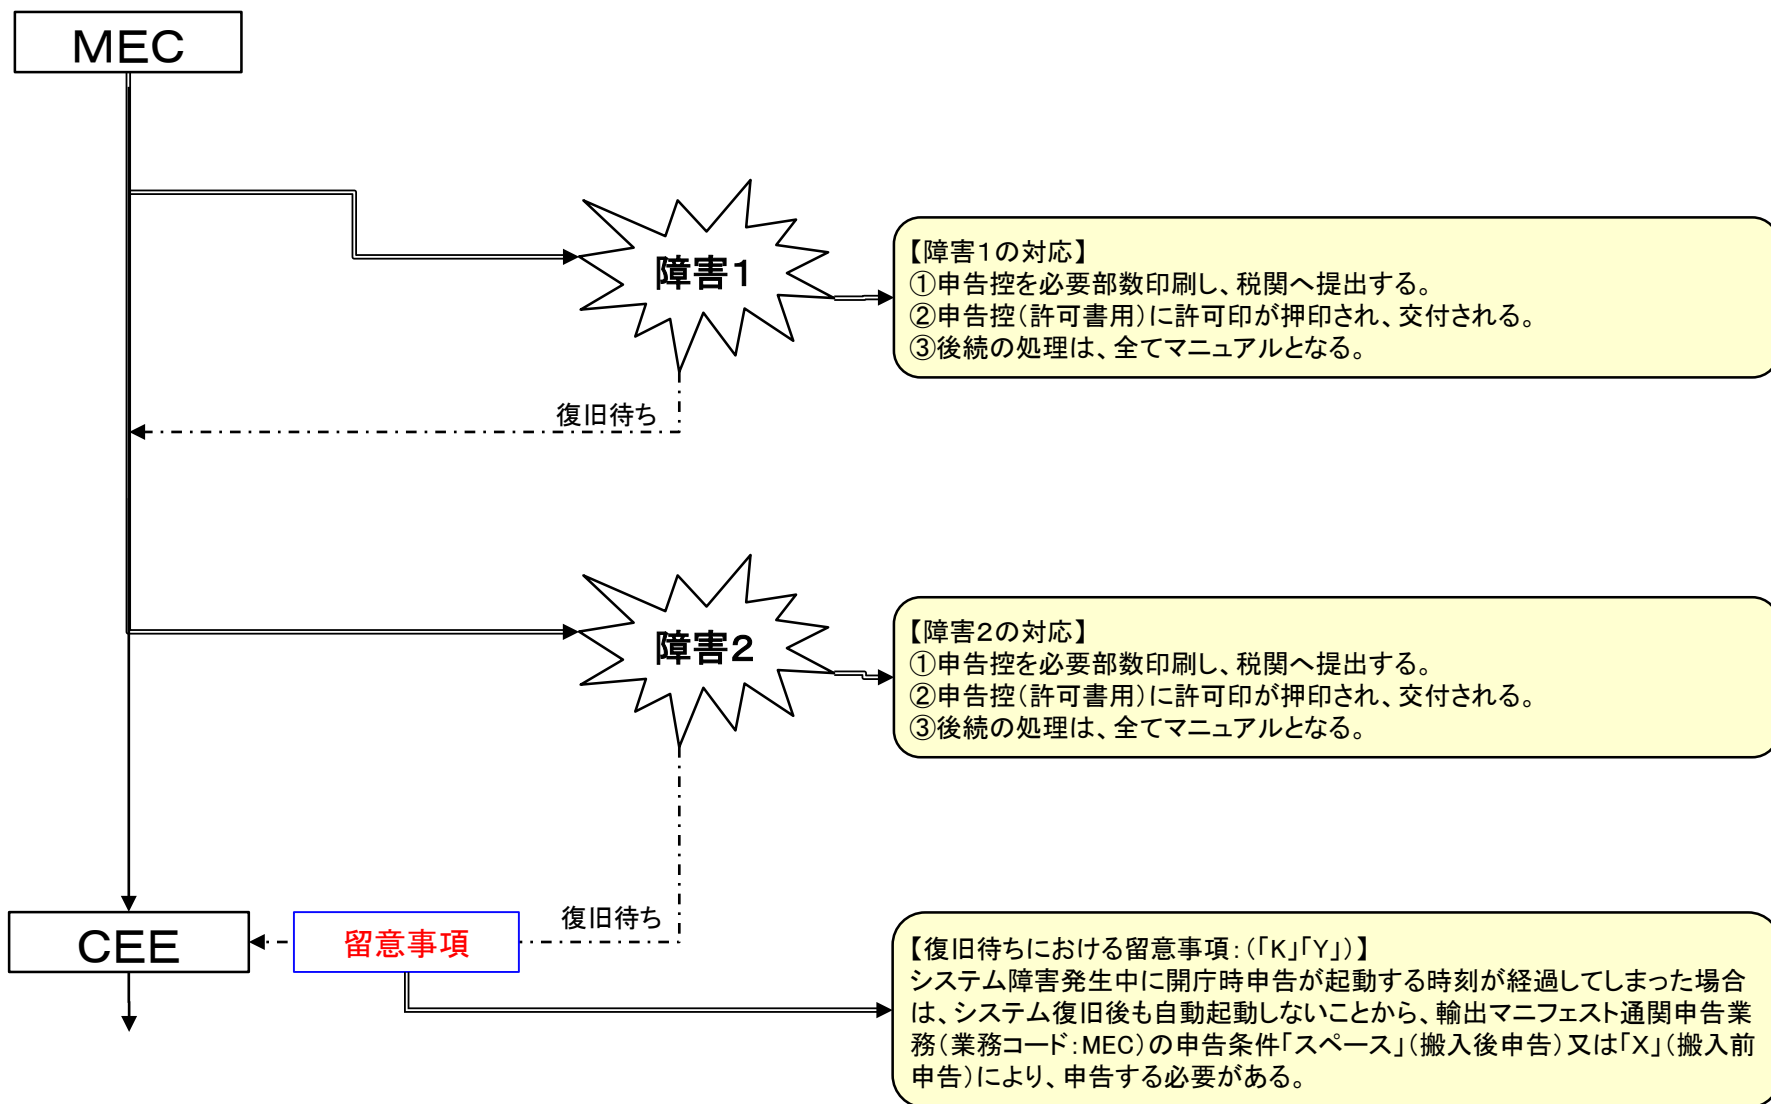 MEC
障害1
【障害1の対応】
①申告控を必要部数印刷し、税関へ提出する。
②申告控(許可書用)に許可印が押印され、交付される。
③後続の処理は、全てマニュアルとなる。
復旧待ち
障害2
【障害2の対応】
①申告控を必要部数印刷し、税関へ提出する。
②申告控(許可書用)に許可印が押印され、交付される。
③後続の処理は、全てマニュアルとなる。
復旧待ち
CEE
留意事項
【復旧待ちにおける留意事項:(「K」「Y」)】
システム障害発生中に開庁時申告が起動する時刻が経過してしまった場合
は、システム復旧後も自動起動しないことから、輸出マニフェスト通関申告業
務(業務コード:MEC)の申告条件「スペース」(搬入後申告)又は「X」(搬入前
申告)により、申告する必要がある。